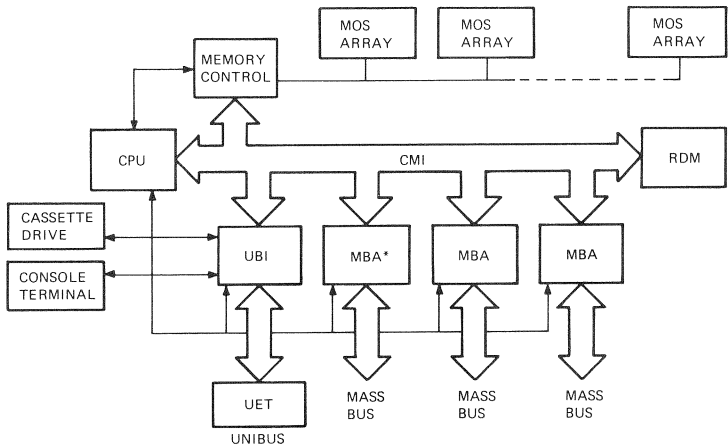 MOS
ARRAY
MOS
ARRAY
MOS
ARRAY
MEMORY
CONTROL
CPU
CMI
RDM
CASSETTE
DRIVE
CONSOLE
TERMINAL
UBI
MBA*
MBA
MBA
UET
UNIBUS
MASS
BUS
MASS
BUS
MASS
BUS